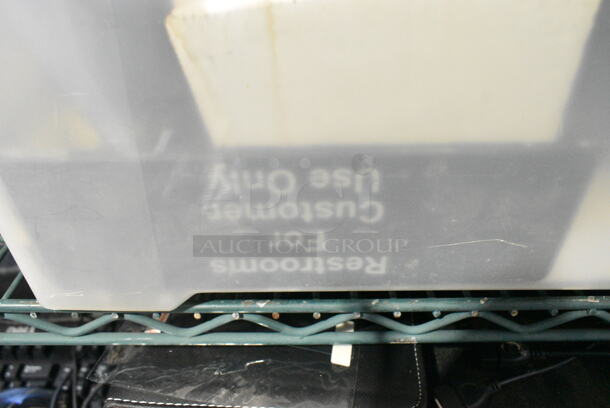 Restrooms
For
Customer
Use Only
AUCTION GROUP